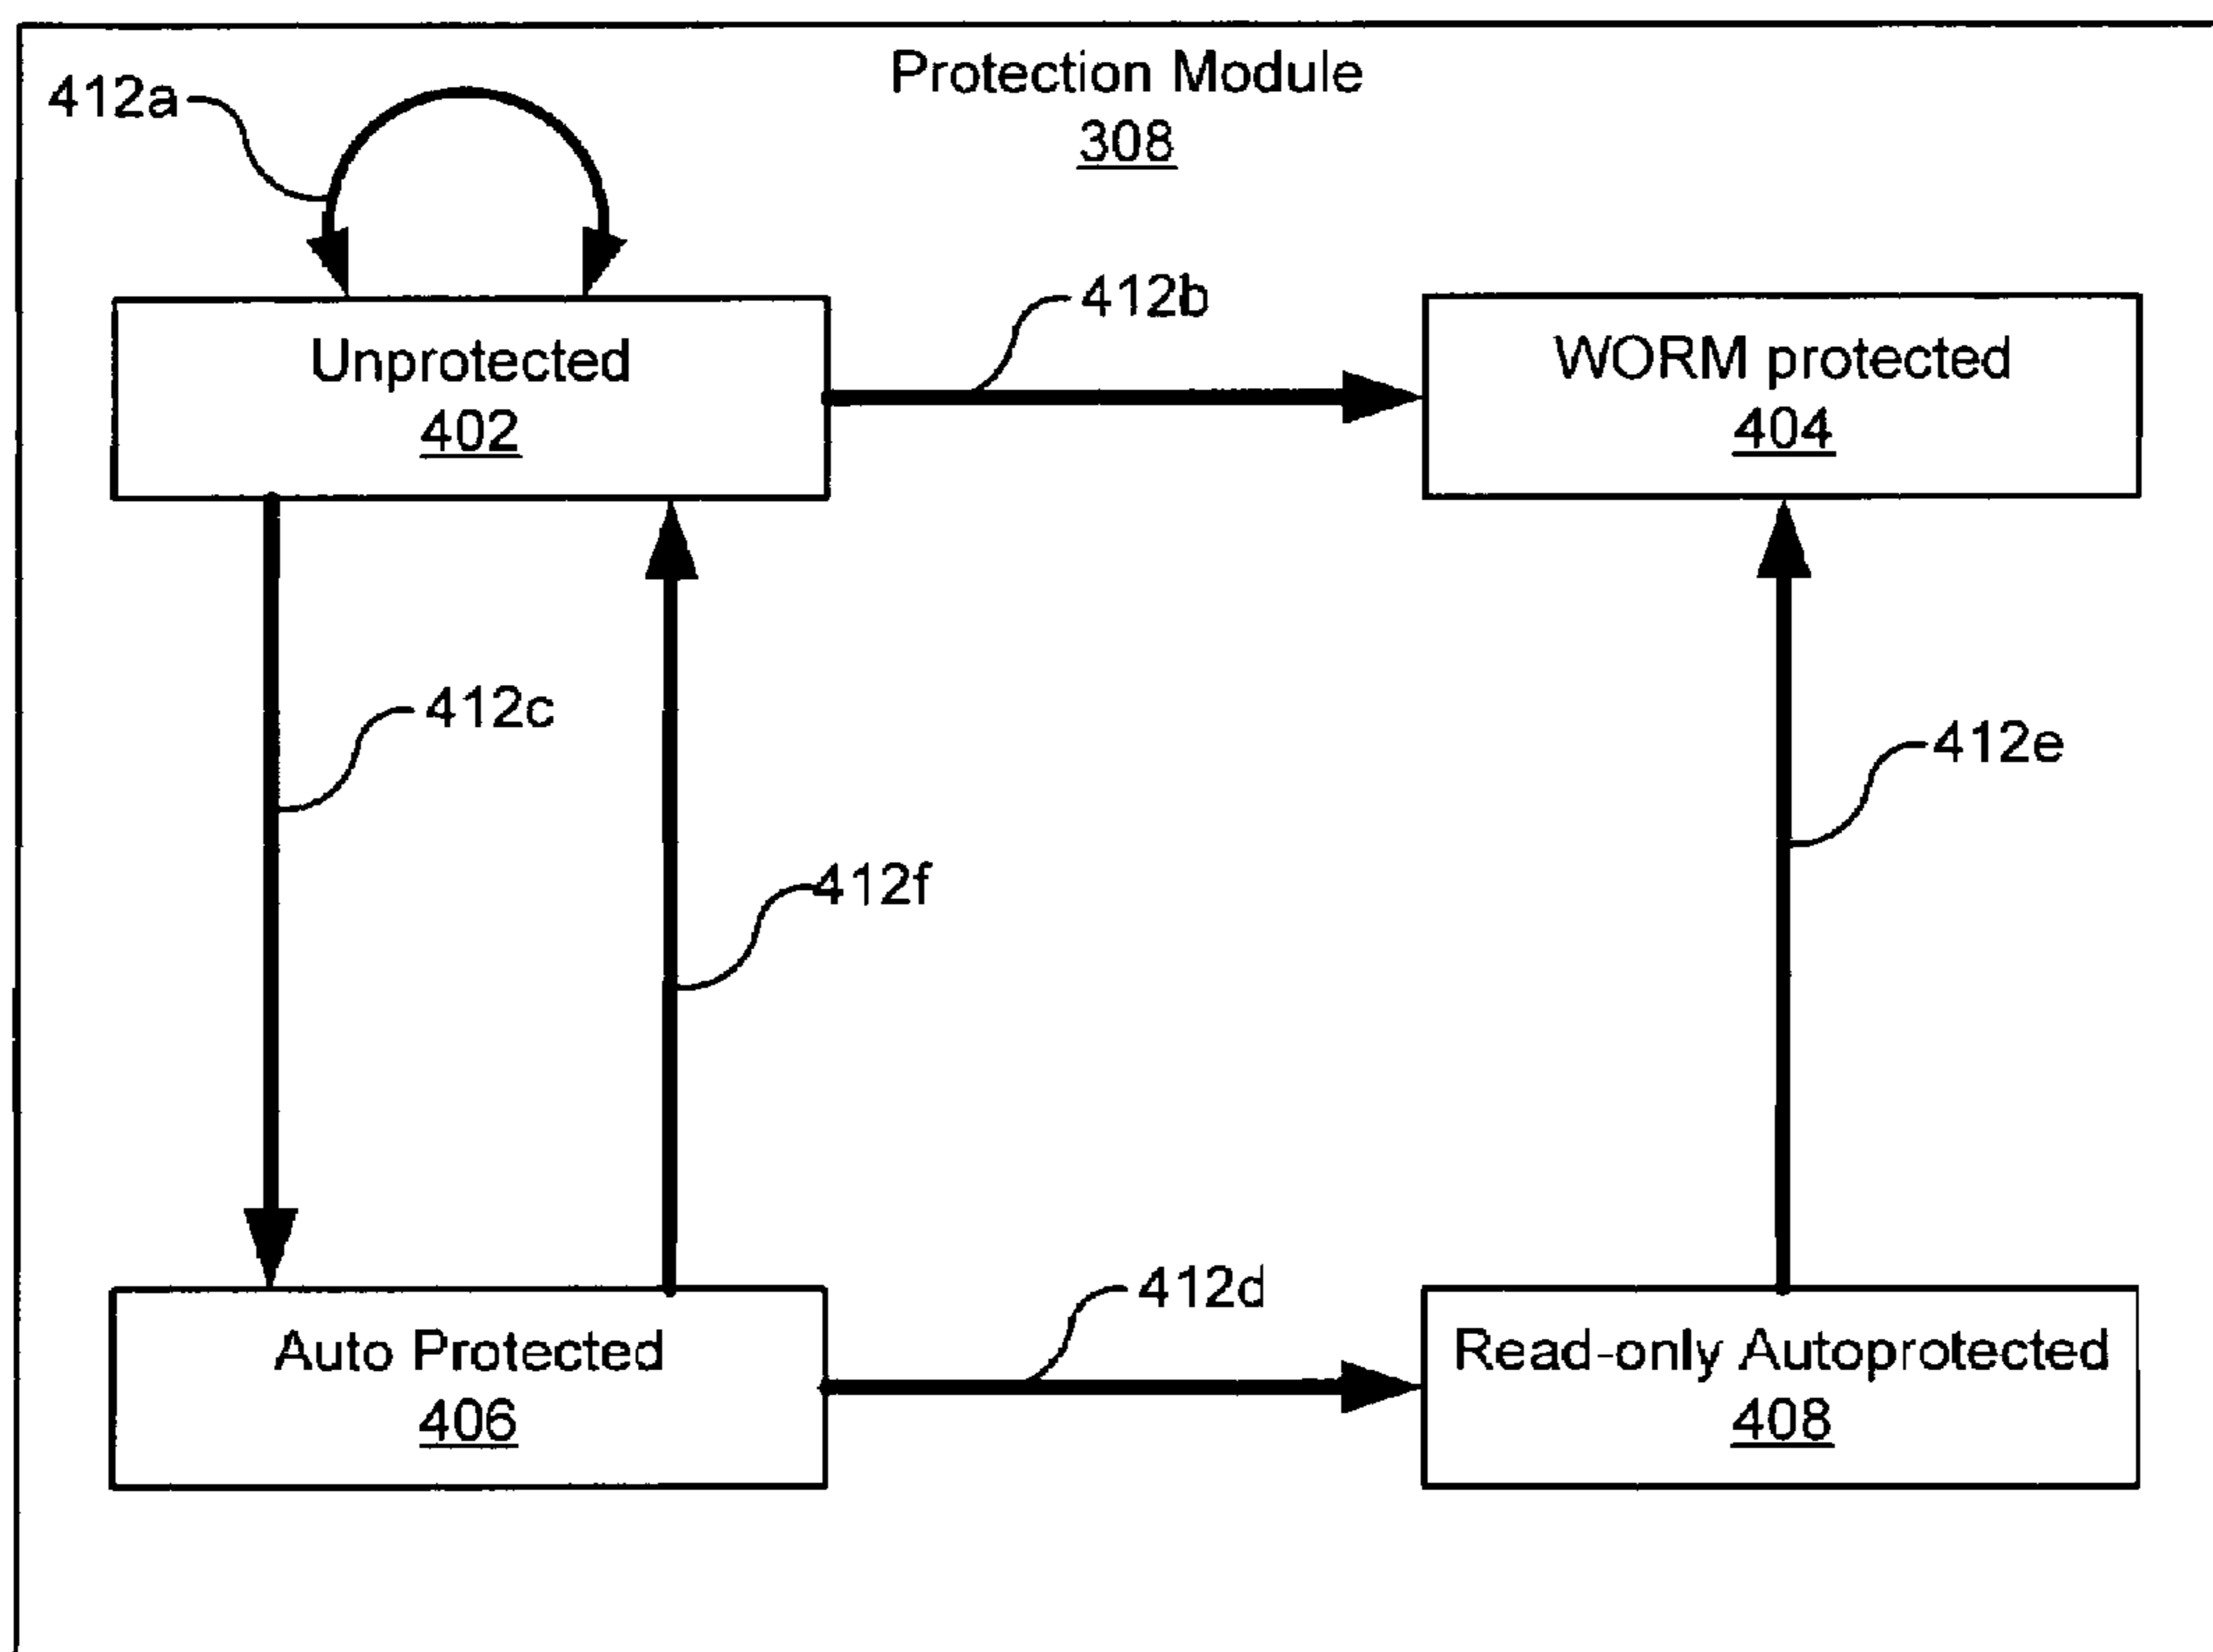 Protection Module
308
412a
412b
Unprotected
402
WORM protected
404
412c
412e
412f
412d
Auto Protected
406
Read-only Autoprotected
408